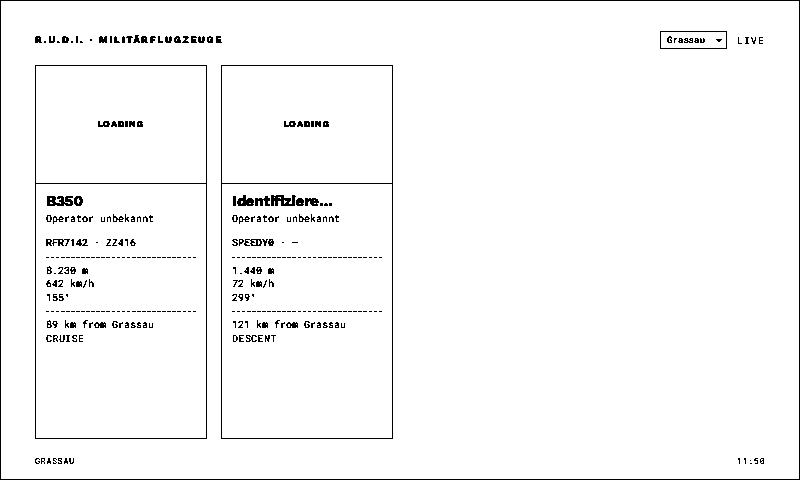 R.U.D.I. · MILITÄRFLUGZEUGE
Grassau
LIVE
LOADING
B350
Operator unbekannt
RFR7142 · ZZ416
8.230 m
642 km/h
155°
89 km from Grassau
CRUISE
LOADING
Identifiziere...
Operator unbekannt
SPEEDY0 · —
1.440 m
72 km/h
299°
121 km from Grassau
DESCENT
GRASSAU
11:50